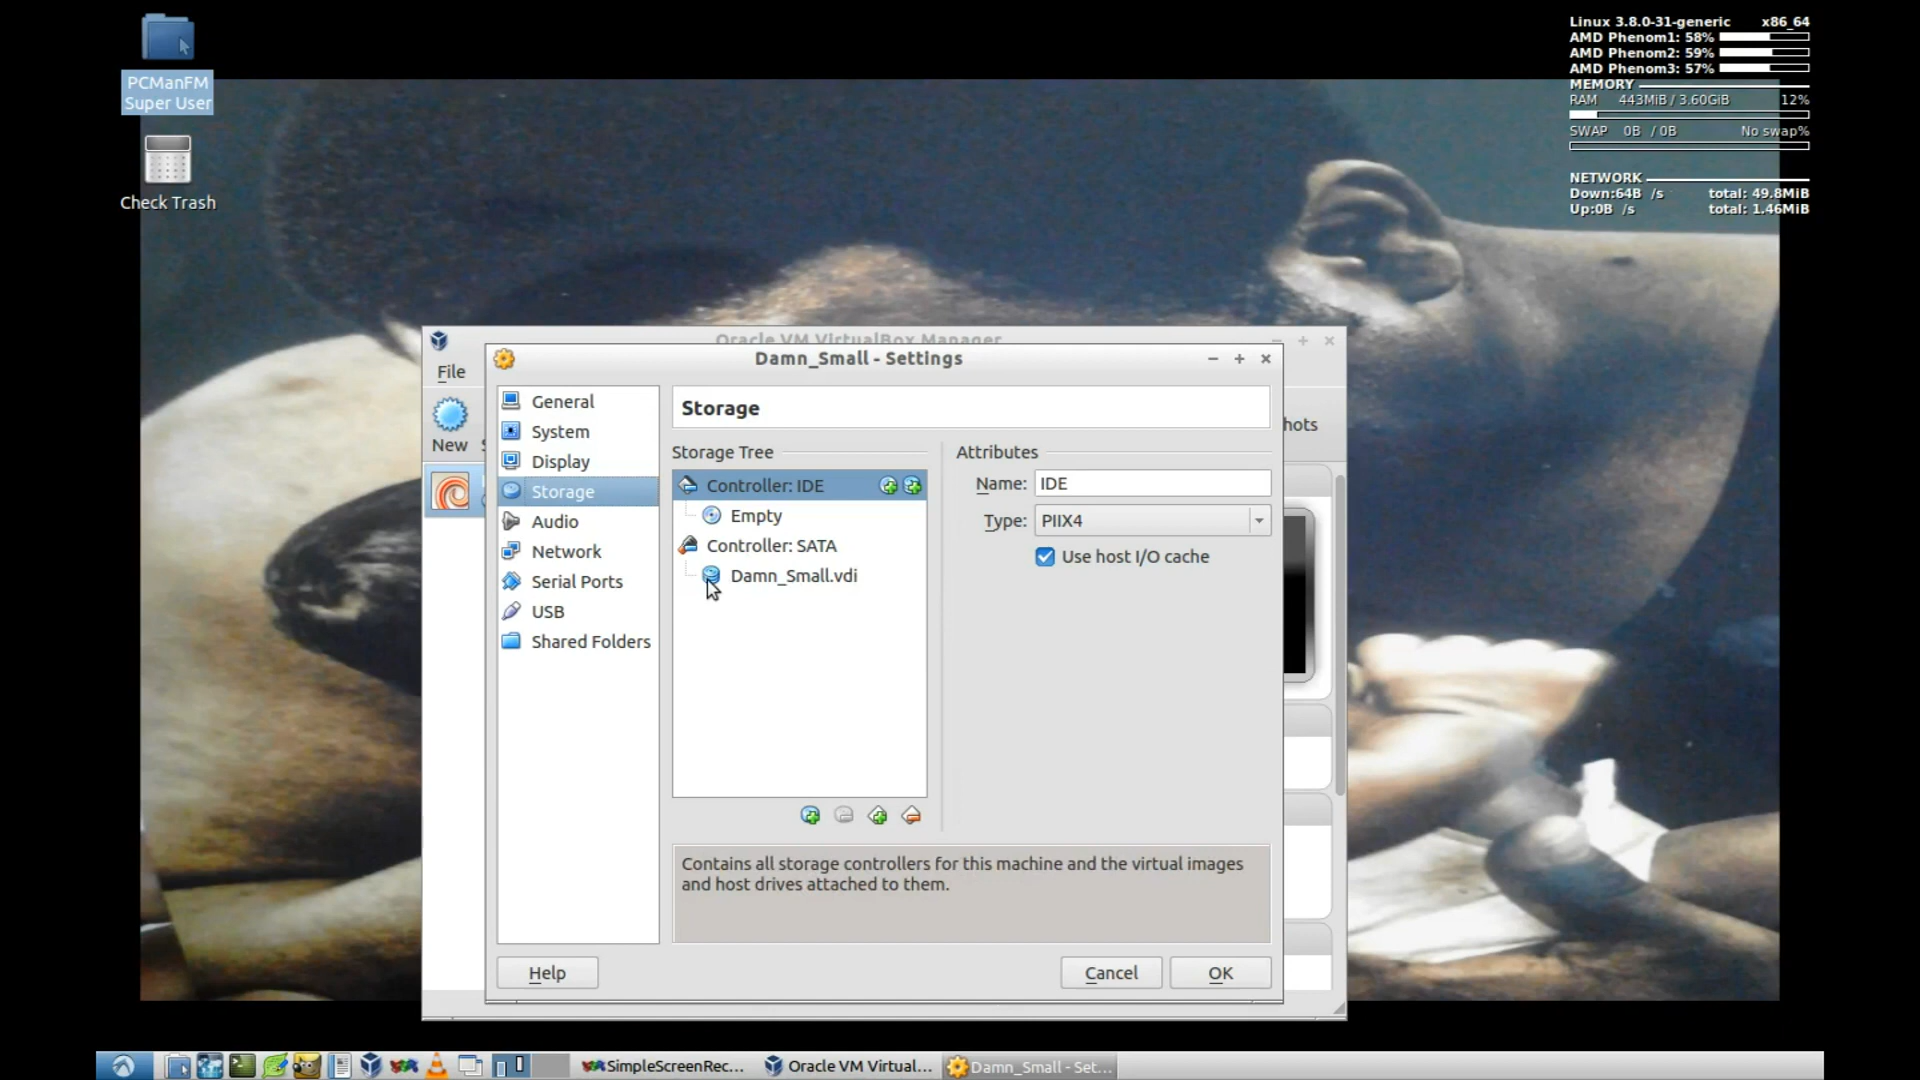 PCManFM
Super User
Check Trash
Linux 3.8.0-31-generic x86_64
AMD Phenom1: 58%
AMD Phenom2: 59%
AMD Phenom3: 57%
MEMORY
RAM 443MiB / 3.60GiB 12%
SWAP 0B / 0B No swap%
NETWORK
Down:64B /s total: 49.8MiB
Up:0B /s total: 1.46MiB
Oracle VM VirtualBox Manager
File
New
hots
Damn_Small - Settings
General
System
Display
Storage
Audio
Network
Serial Ports
USB
Shared Folders
Storage
Storage Tree
Controller: IDE
Empty
Controller: SATA
Damn_Small.vdi
Attributes
Name: IDE
Type: PIIX4
Use host I/O cache
Contains all storage controllers for this machine and the virtual images
and host drives attached to them.
Help
Cancel
OK
SimpleScreenRec...
Oracle VM Virtual...
Damn_Small - Set...